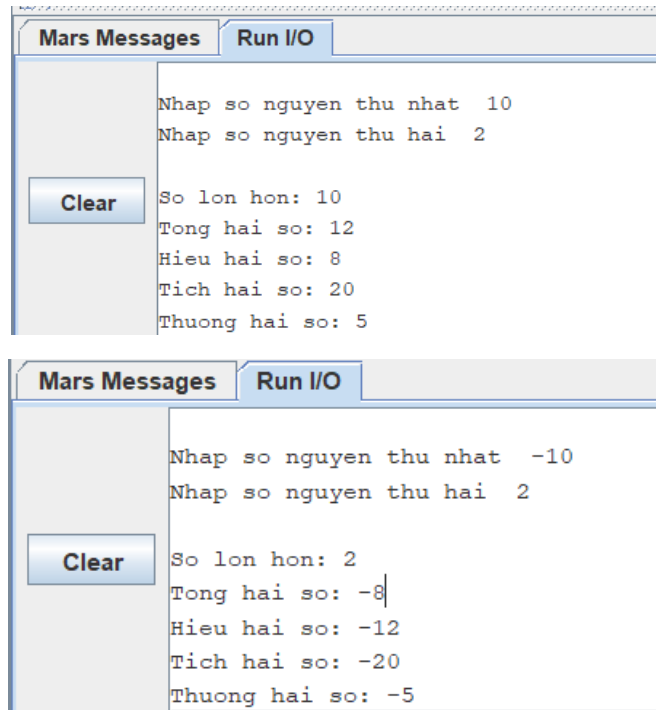 Mars Messages Run I/O
Nhap so nguyen thu nhat  10
Nhap so nguyen thu hai  2
Clear
So lon hon: 10
Tong hai so: 12
Hieu hai so: 8
Tich hai so: 20
Thuong hai so: 5
Mars Messages Run I/O
Nhap so nguyen thu nhat  -10
Nhap so nguyen thu hai  2
Clear
So lon hon: 2
Tong hai so: -8
Hieu hai so: -12
Tich hai so: -20
Thuong hai so: -5